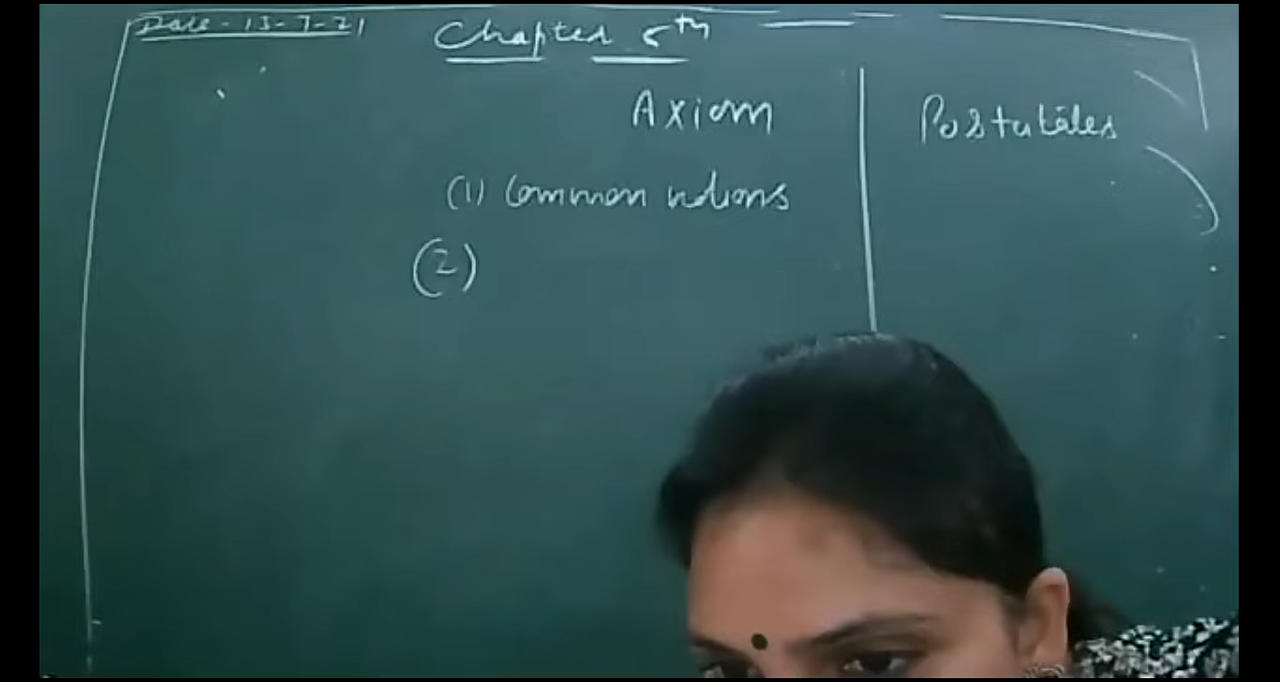 Date - 13-7-21
Chapter 5th
Axiom
Postulates
(1) Common notions
(2)